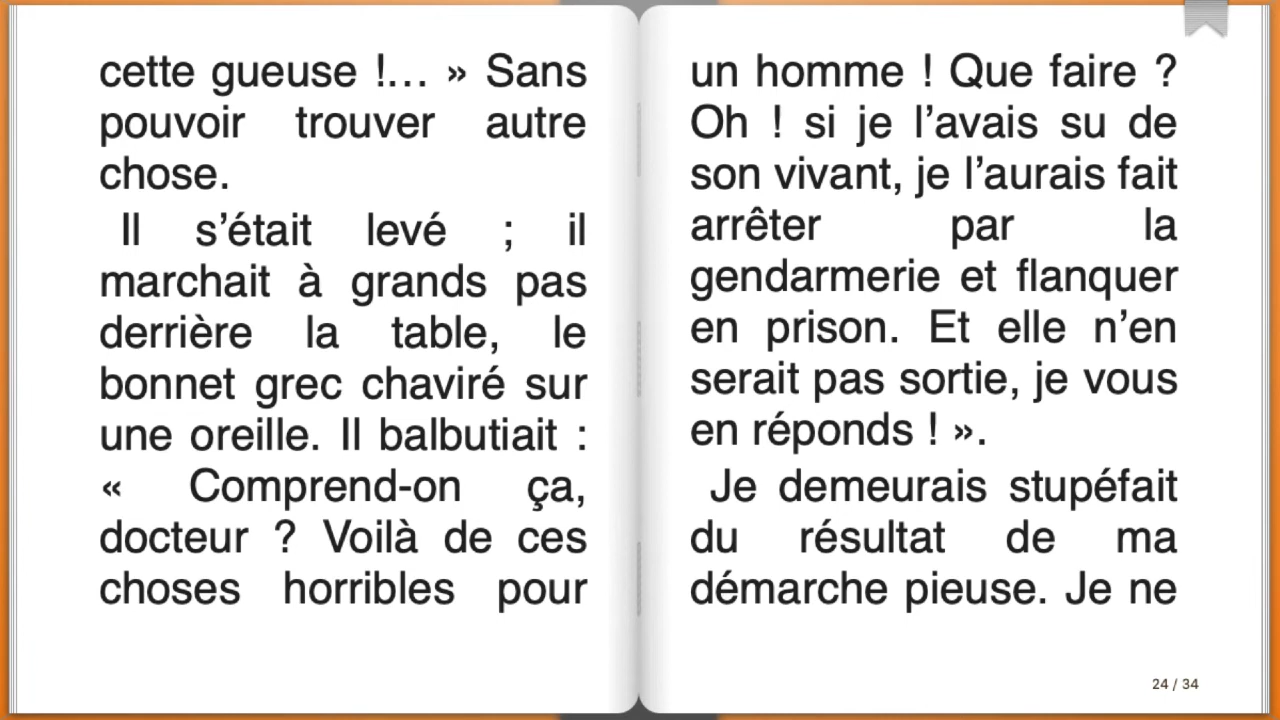 cette gueuse !… » Sans
pouvoir trouver autre
chose.
Il s’était levé ; il
marchait à grands pas
derrière la table, le
bonnet grec chaviré sur
une oreille. Il balbutiait :
« Comprend-on ça,
docteur ? Voilà de ces
choses horribles pour
un homme ! Que faire ?
Oh ! si je l’avais su de
son vivant, je l’aurais fait
arrêter par la
gendarmerie et flanquer
en prison. Et elle n’en
serait pas sortie, je vous
en réponds ! ».
Je demeurais stupéfait
du résultat de ma
démarche pieuse. Je ne
24 / 34